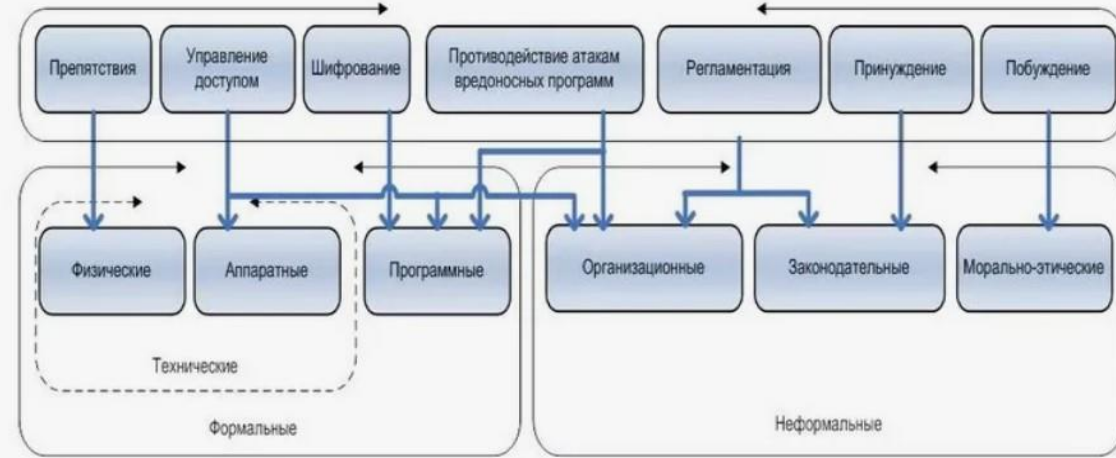 Препятствия
Управление
доступом
Шифрование
Противодействие атакам
вредоносных программ
Регламентация
Принуждение
Побуждение
Физические
Аппаратные
Программные
Организационные
Законодательные
Морально-этические
Технические
Формальные
Неформальные